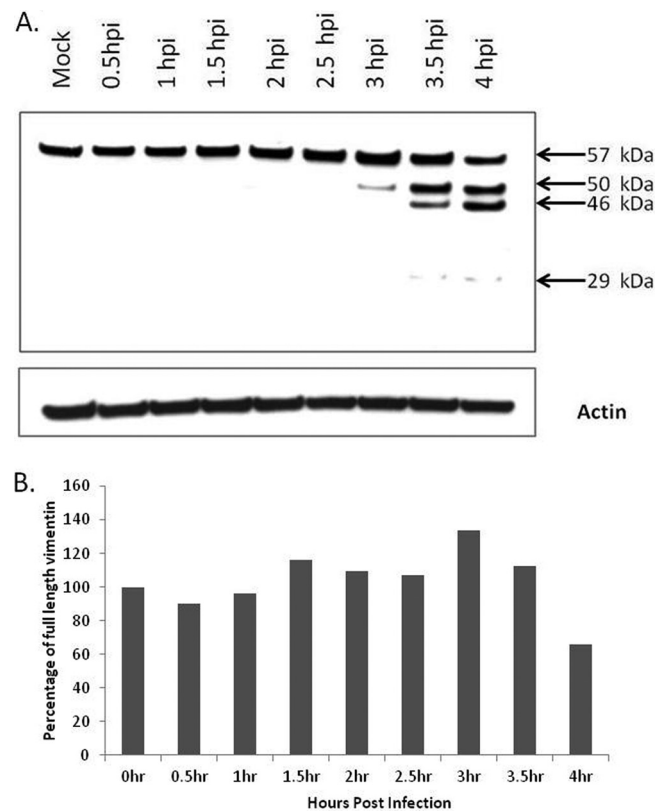 A.
Mock 0.5hpi 1 hpi 1.5 hpi 2 hpi 2.5 hpi 3 hpi 3.5 hpi 4 hpi
57 kDa
50 kDa
46 kDa
29 kDa
Actin
B.
Percentage of full length vimentin
160
140
120
100
80
60
40
20
0
0hr 0.5hr 1hr 1.5hr 2hr 2.5hr 3hr 3.5hr 4hr
Hours Post Infection